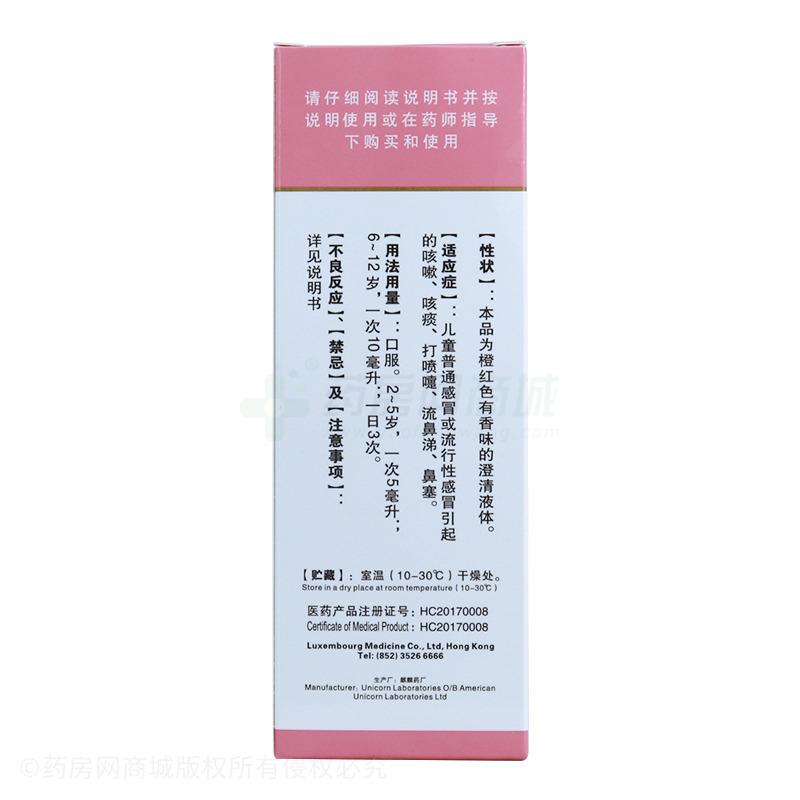 请仔细阅读说明书并按
说明使用或在药师指导
下购买和使用
【性状】：本品为橙红色有香味的澄清液体。
【适应症】：儿童普通感冒或流行性感冒引起
的咳嗽、咳痰、打喷嚏、流鼻涕、鼻塞。
【用法用量】：口服。2~5岁，一次5毫升；
6~12岁，一次10毫升；一日3次。
【不良反应】、【禁忌】及【注意事项】：
详见说明书
药房网商城
【贮藏】：室温（10-30℃）干燥处。
Store in a dry place at room temperature (10-30℃)
医药产品注册证号：HC20170008
Certificate of Medical Product : HC20170008
Luxembourg Medicine Co., Ltd, Hong Kong
Tel: (852) 3526 6666
生产厂：麒麟药厂
Manufacturer: Unicorn Laboratories O/B American
Unicorn Laboratories Ltd
©药房网商城版权所有侵权必究